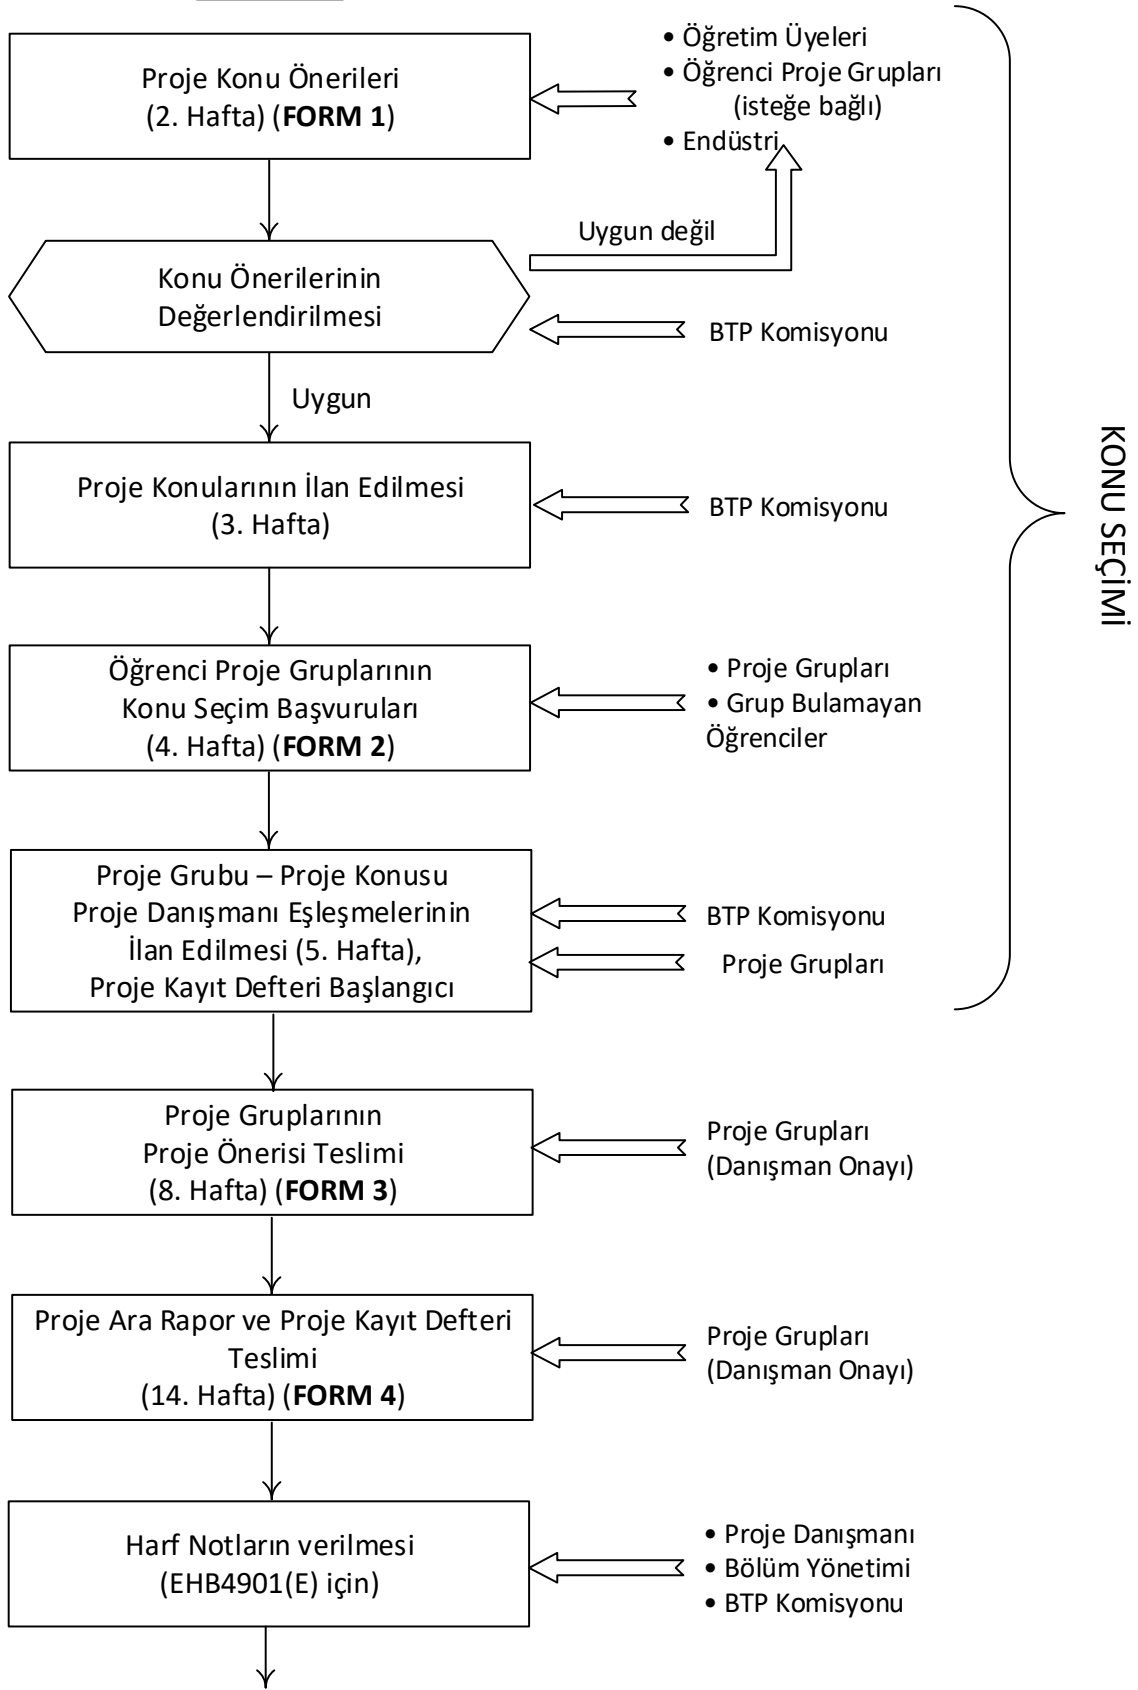 Proje Konu Önerileri
(2. Hafta) (FORM 1)
• Öğretim Üyeleri
• Öğrenci Proje Grupları
(isteğe bağlı)
• Endüstri
Uygun değil
Konu Önerilerinin
Değerlendirilmesi
BTP Komisyonu
Uygun
Proje Konularının İlan Edilmesi
(3. Hafta)
BTP Komisyonu
KONU SEÇİMİ
Öğrenci Proje Gruplarının
Konu Seçim Başvuruları
(4. Hafta) (FORM 2)
• Proje Grupları
• Grup Bulamayan
Öğrenciler
Proje Grubu – Proje Konusu
Proje Danışmanı Eşleşmelerinin
İlan Edilmesi (5. Hafta),
Proje Kayıt Defteri Başlangıcı
BTP Komisyonu
Proje Grupları
Proje Gruplarının
Proje Önerisi Teslimi
(8. Hafta) (FORM 3)
Proje Grupları
(Danışman Onayı)
Proje Ara Rapor ve Proje Kayıt Defteri
Teslimi
(14. Hafta) (FORM 4)
Proje Grupları
(Danışman Onayı)
Harf Notların verilmesi
(EHB4901(E) için)
• Proje Danışmanı
• Bölüm Yönetimi
• BTP Komisyonu